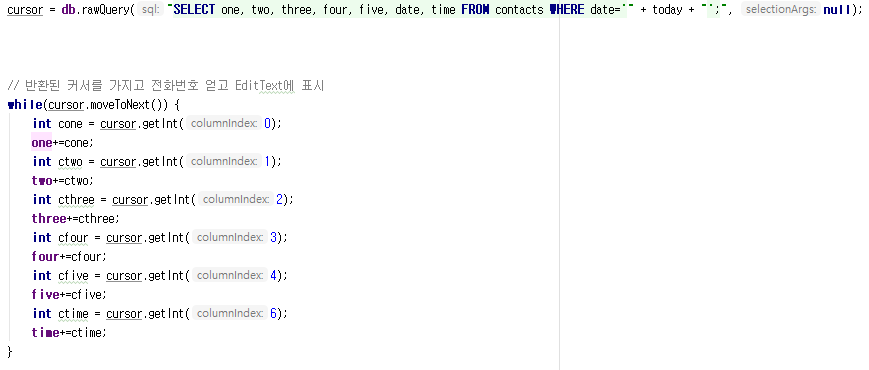 cursor = db.rawQuery( sql: "SELECT one, two, three, four, five, date, time FROM contacts WHERE date='" + today + "';", selectionArgs: null);
// 반환된 커서를 가지고 전화번호 얻고 EditText에 표시
while(cursor.moveToNext()) {
int cone = cursor.getInt( columnIndex: 0);
one+=cone;
int ctwo = cursor.getInt( columnIndex: 1);
two+=ctwo;
int cthree = cursor.getInt( columnIndex: 2);
three+=cthree;
int cfour = cursor.getInt( columnIndex: 3);
four+=cfour;
int cfive = cursor.getInt( columnIndex: 4);
five+=cfive;
int ctime = cursor.getInt( columnIndex: 6);
time+=ctime;
}